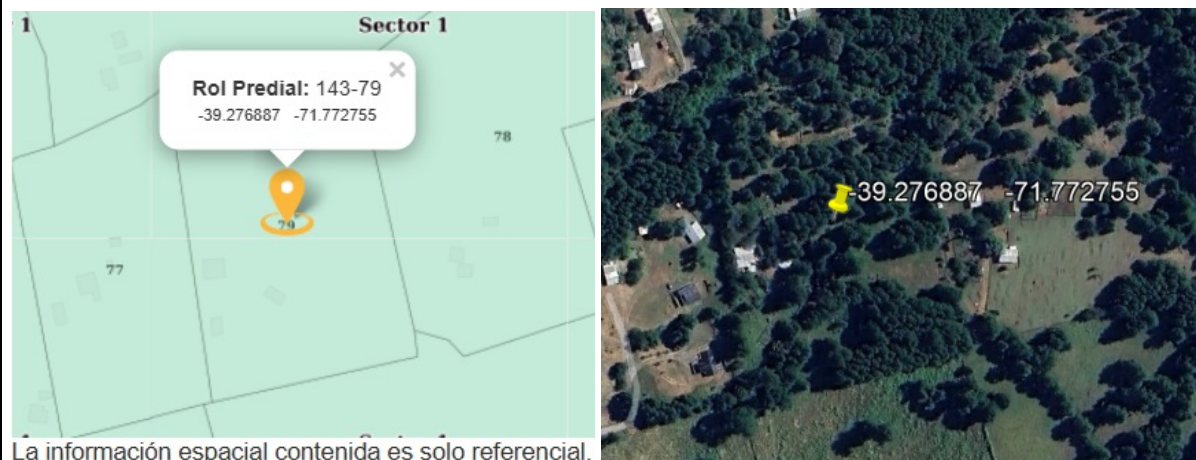 1
Sector 1
Rol Predial: 143-79
-39.276887 -71.772755
78
79
77
-39.276887 -71.772755
La información espacial contenida es solo referencial.